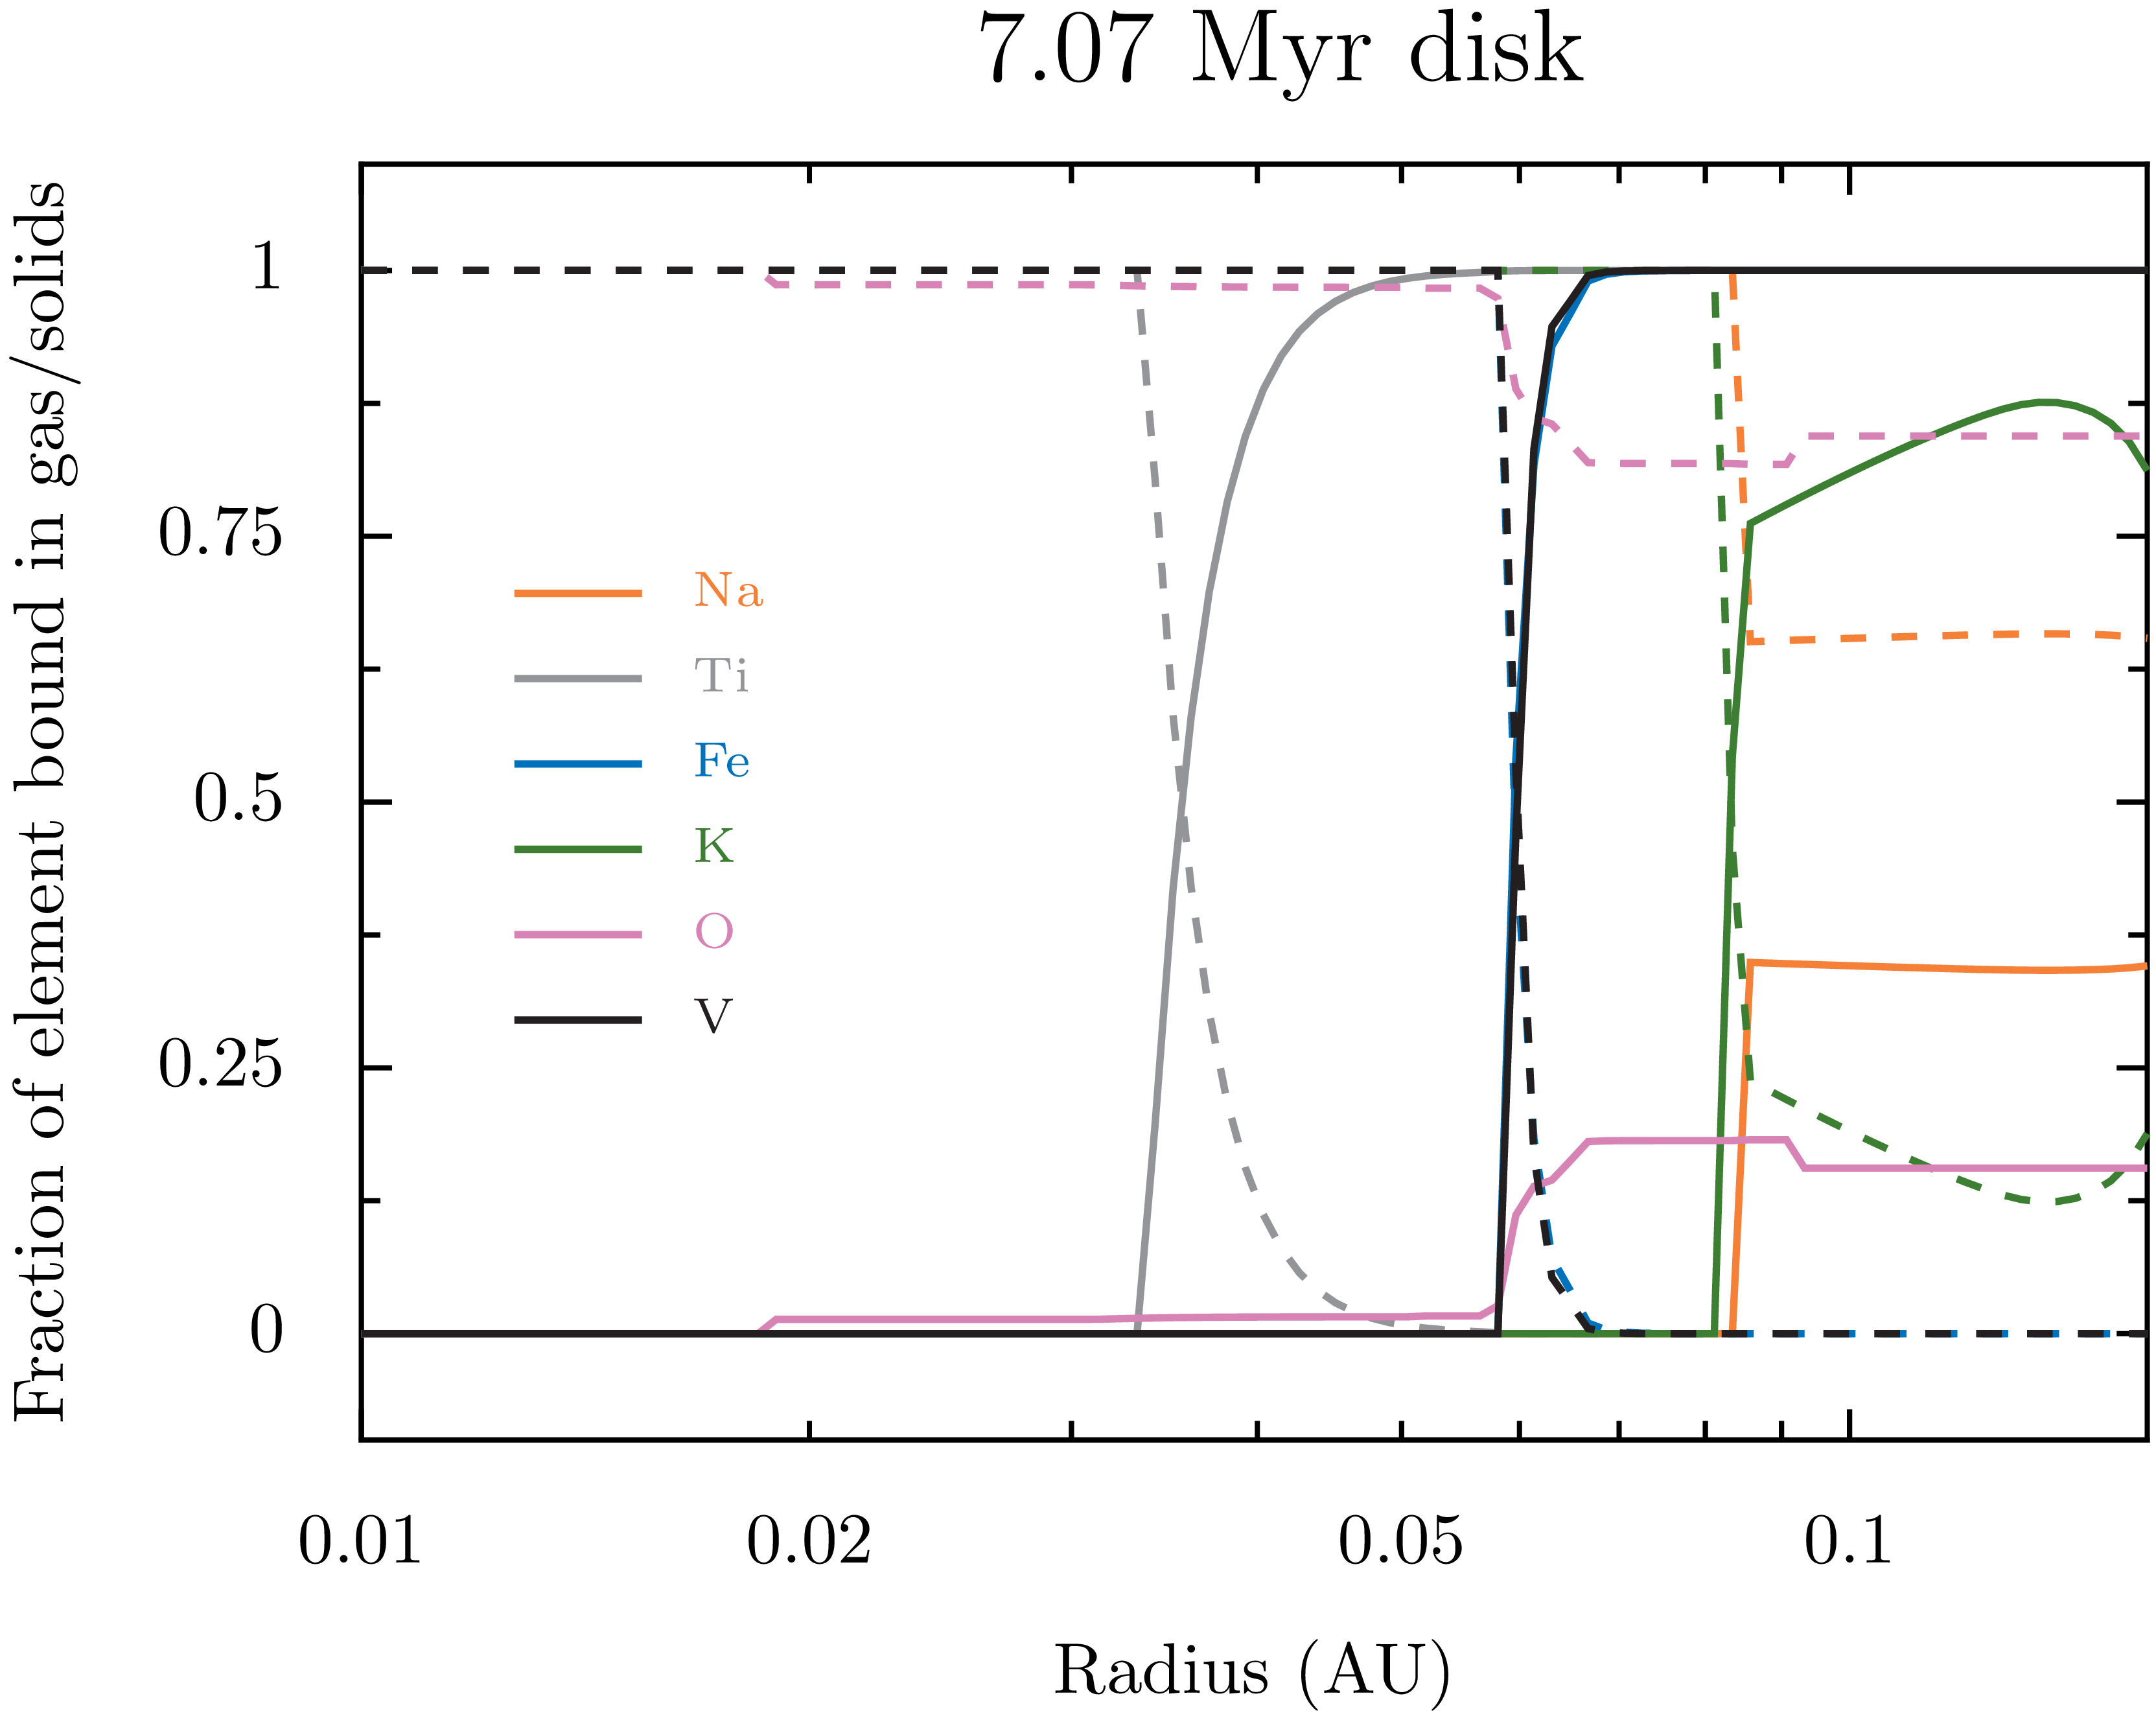 7.07 Myr disk
Fraction of element bound in gas/solids
1
0.75
0.5
0.25
0
Na
Ti
Fe
K
O
V
0.01 0.02 0.05 0.1
Radius (AU)